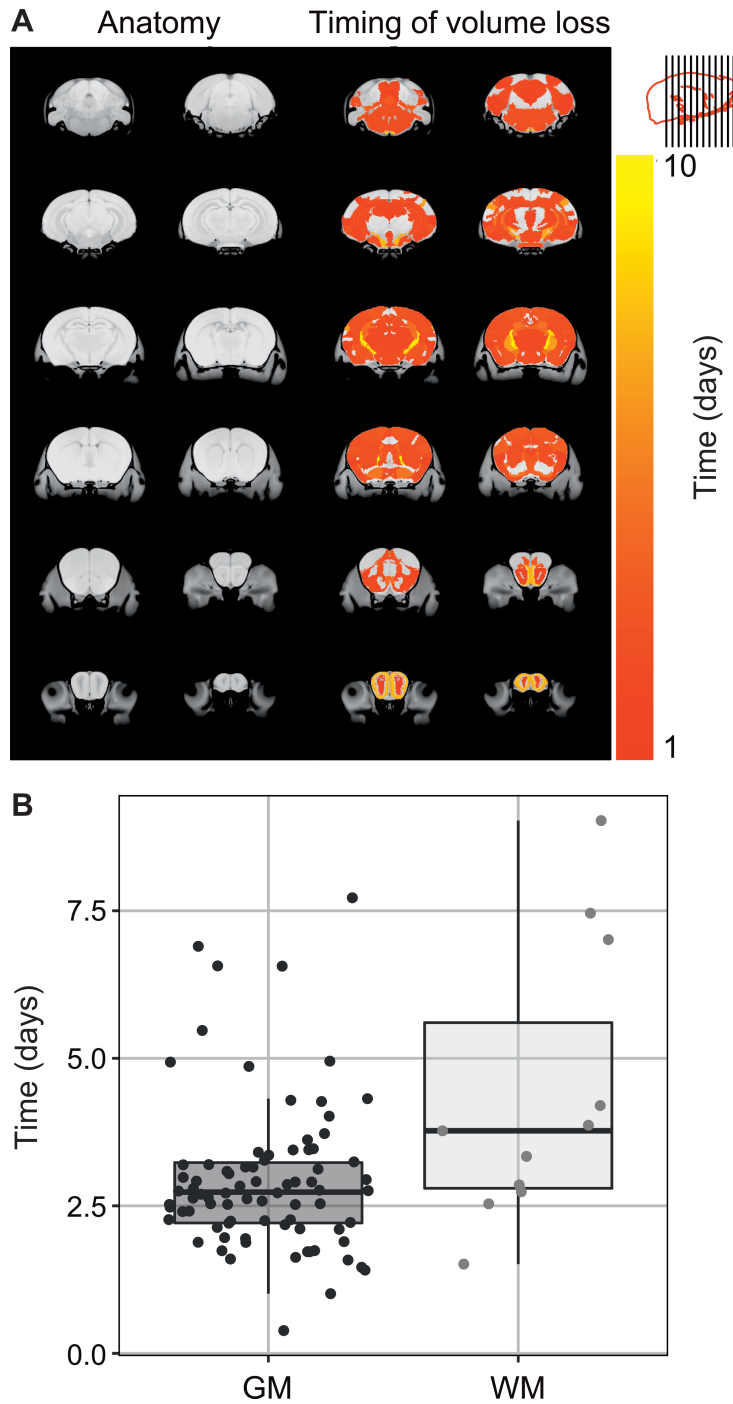 A
Anatomy
Timing of volume loss
10
Time (days)
1
B
7.5
5.0
2.5
0.0
Time (days)
GM
WM